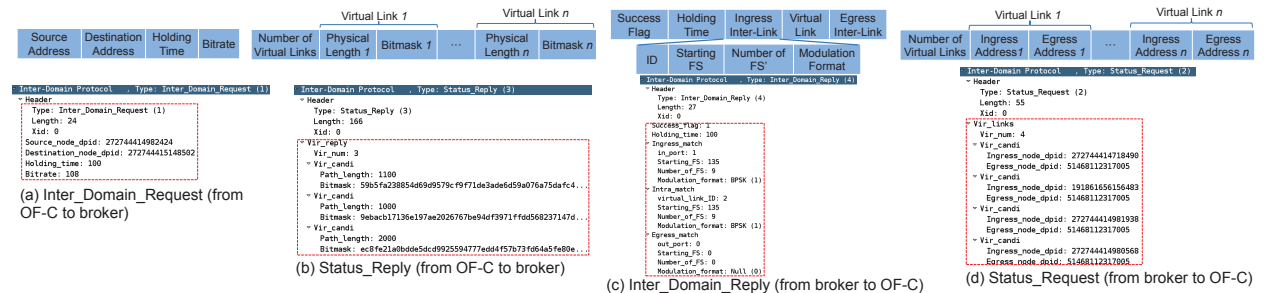 Source Address
Destination Address
Holding Time
Bitrate
Inter-Domain Protocol , Type: Inter_Domain_Request (1)
Header
Type: Inter_Domain_Request (1)
Length: 24
Xid: 0
Source_node_dpid: 272744414982424
Destination_node_dpid: 272744415148502
Holding_time: 100
Bitrate: 108
(a) Inter_Domain_Request (from
OF-C to broker)
Virtual Link 1
Virtual Link n
Number of Virtual Links
Physical Length 1
Bitmask 1
...
Physical Length n
Bitmask n
Inter-Domain Protocol , Type: Status_Reply (3)
Header
Type: Status_Reply (3)
Length: 166
Xid: 0
Vir_reply
Vir_num: 3
Vir_candi
Path_length: 1100
Bitmask: 59b5fa238854d69d9579cf9f71de3ade6d59a076a75dafc4...
Vir_candi
Path_length: 1000
Bitmask: 9ebacb17136e197ae2026767be94df3971ffdd568237147d...
Vir_candi
Path_length: 2000
Bitmask: ec8fe21a0bdde5dcd9925594777edd4f57b73fd64a5fe80e...
(b) Status_Reply (from OF-C to broker)
Success Flag
Holding Time
Ingress Inter-Link
Virtual Link
Egress Inter-Link
ID
Starting FS
Number of FS'
Modulation Format
Inter-Domain Protocol , Type: Inter_Domain_Reply (4)
Header
Type: Inter_Domain_Reply (4)
Length: 27
Xid: 0
Success_flag: 1
Holding_time: 100
Ingress_match
in_port: 1
Starting_FS: 135
Number_of_FS: 9
Modulation_format: BPSK (1)
Intra_match
virtual_link_ID: 2
Starting_FS: 135
Number_of_FS: 9
Modulation_format: BPSK (1)
Egress_match
out_port: 0
Starting_FS: 0
Number_of_FS: 0
Modulation_format: Null (0)
(c) Inter_Domain_Reply (from broker to OF-C)
Virtual Link 1
Virtual Link n
Number of Virtual Links
Ingress Address1
Egress Address 1
...
Ingress Address n
Egress Address n
Inter-Domain Protocol , Type: Status_Request (2)
Header
Type: Status_Request (2)
Length: 55
Xid: 0
Vir_links
Vir_num: 4
Vir_candi
Ingress_node_dpid: 272744414718490
Egress_node_dpid: 51468112317005
Vir_candi
Ingress_node_dpid: 191861656156483
Egress_node_dpid: 51468112317005
Vir_candi
Ingress_node_dpid: 272744414981938
Egress_node_dpid: 51468112317005
Vir_candi
Ingress_node_dpid: 272744414980568
Egress_node_dpid: 51468112317005
(d) Status_Request (from broker to OF-C)